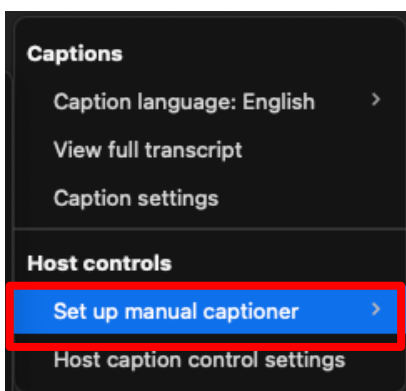 Captions
Caption language: English
View full transcript
Caption settings
Host controls
Set up manual captioner
Host caption control settings